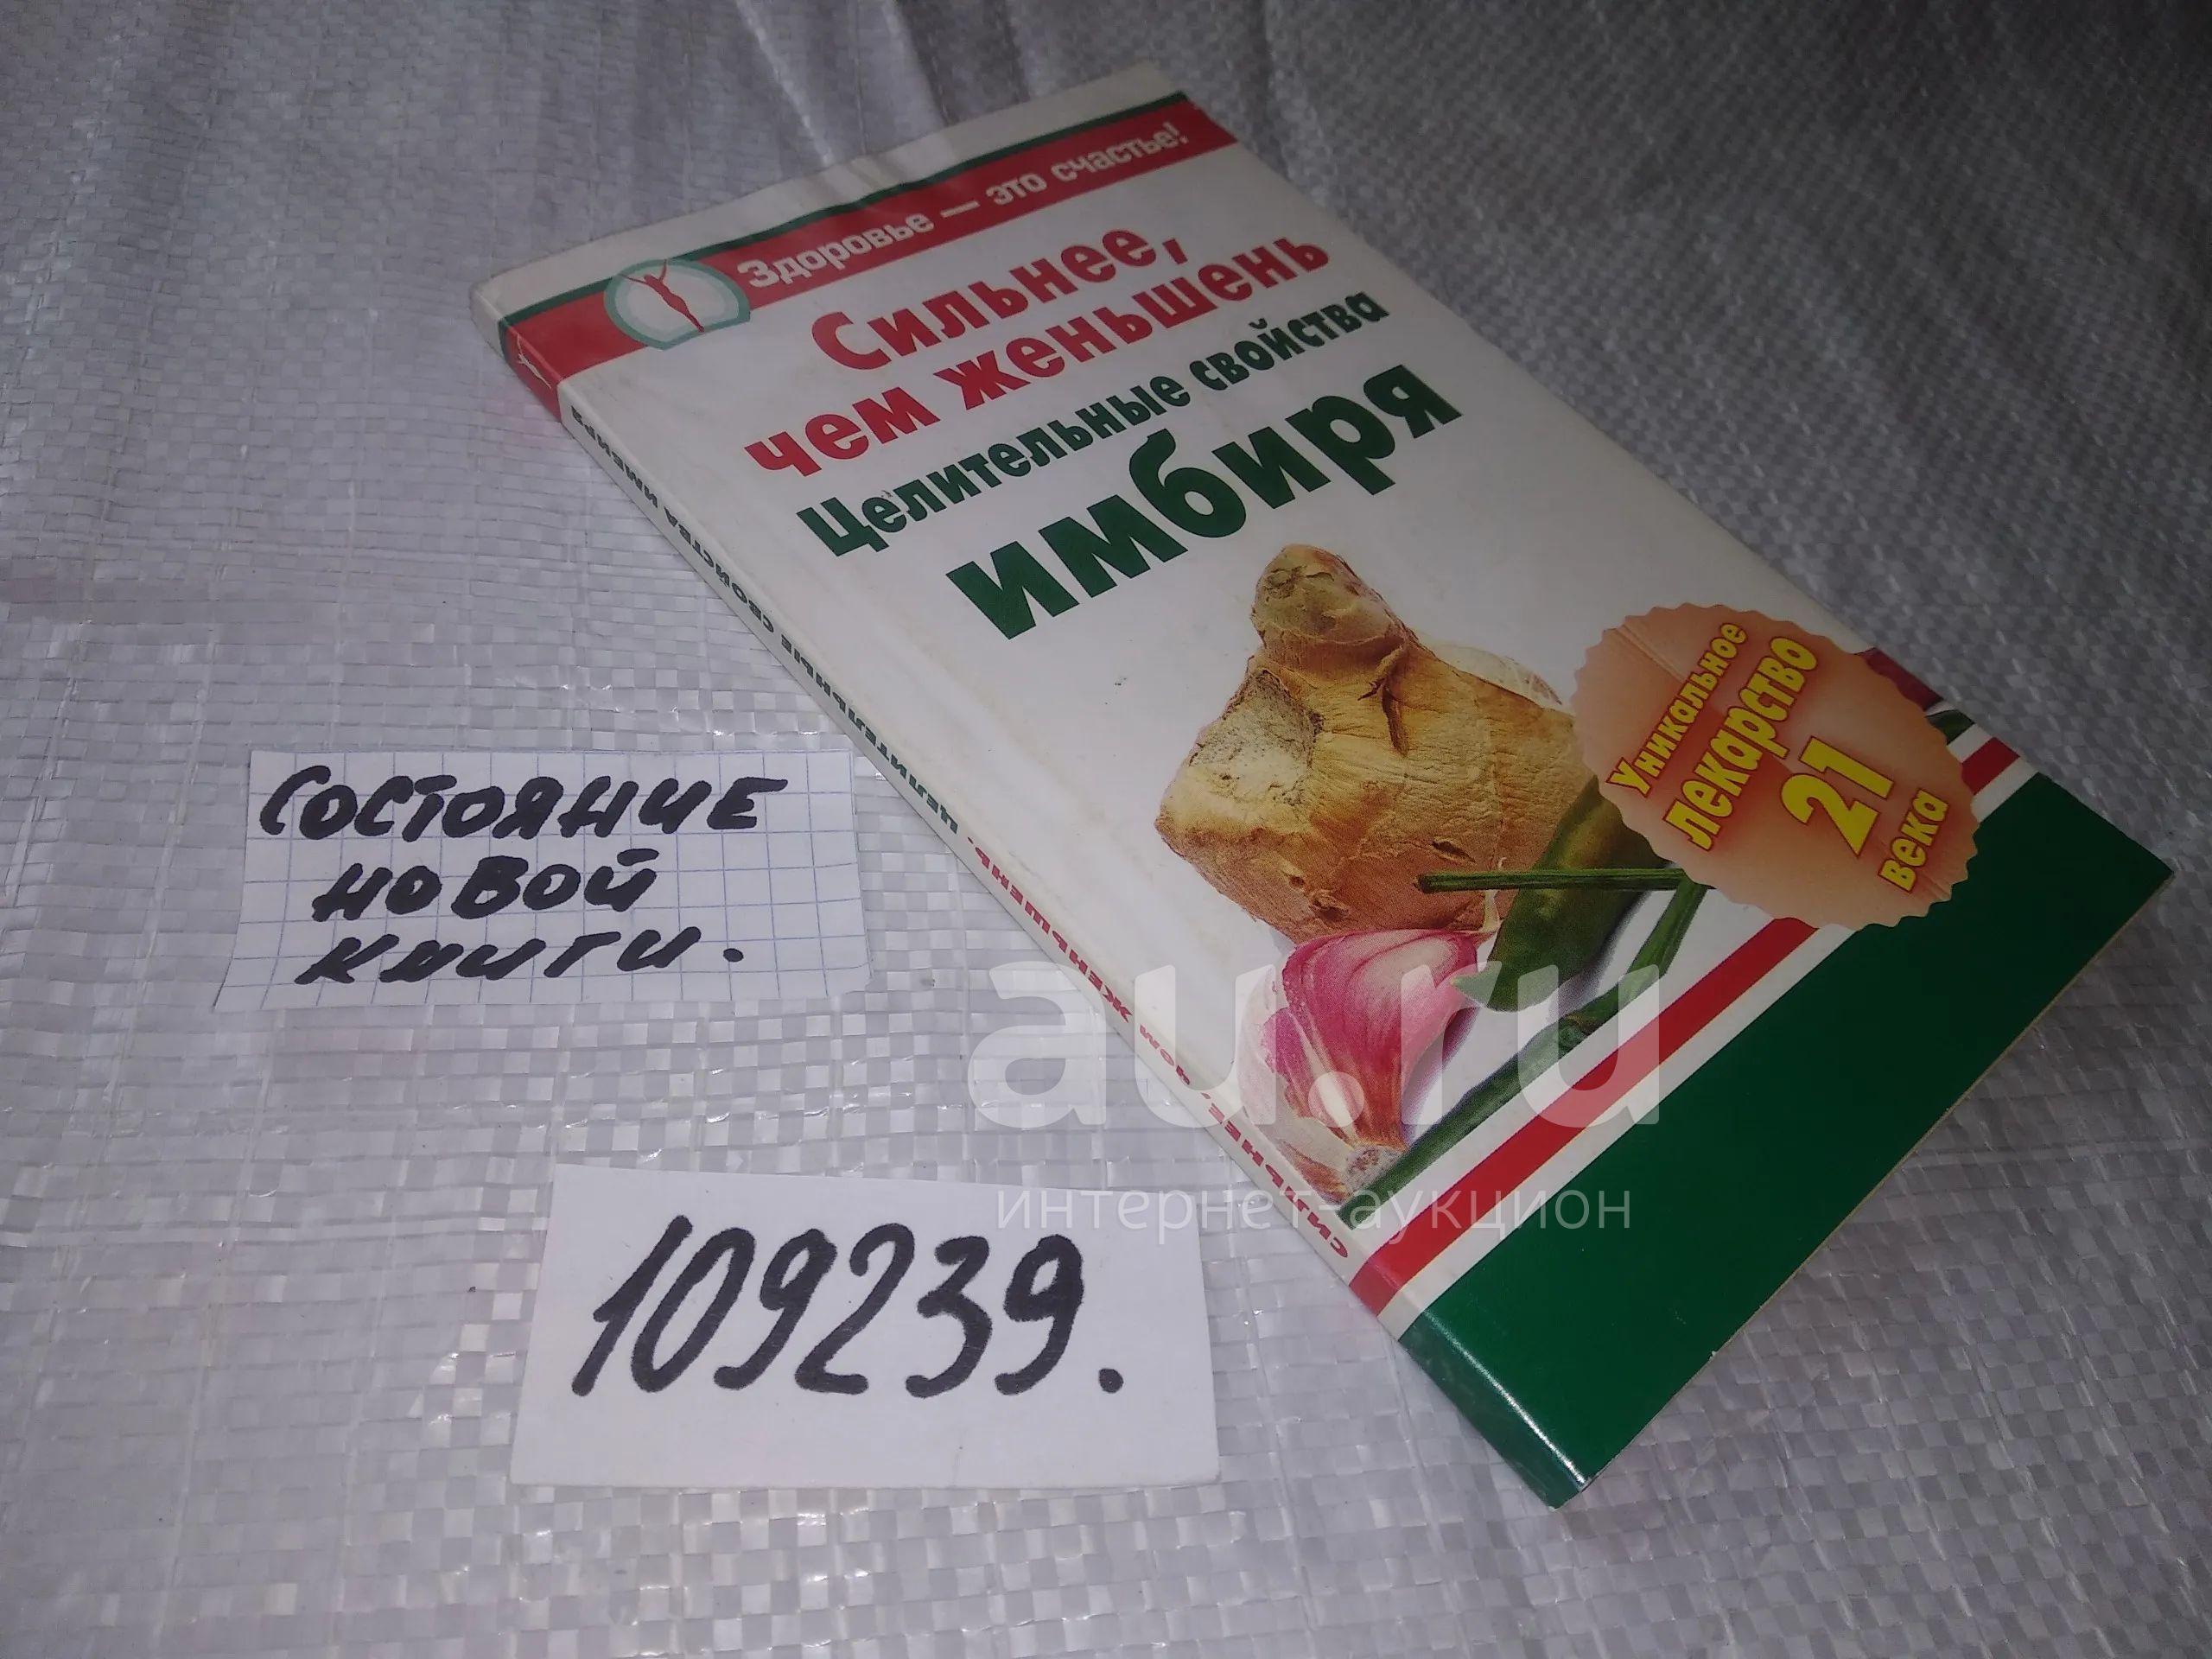 Здоровье — это счастье!
Сильнее,
чем женьшень
Целительные свойства
имбиря
Уникальное
лекарство
21
века
СИЛЬНЕЕ, ЧЕМ ЖЕНЬШЕНЬ. ЦЕЛИТЕЛЬНЫЕ СВОЙСТВА ИМБИРЯ
СОСТОЯНИЕ
НОВОЙ
КНИГИ.
109239.
au.ru
интернет-аукцион